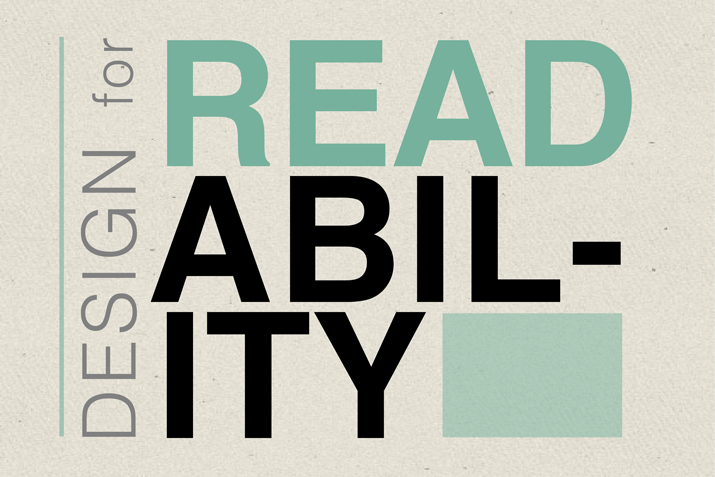 DESIGN for
READ
ABIL-
ITY